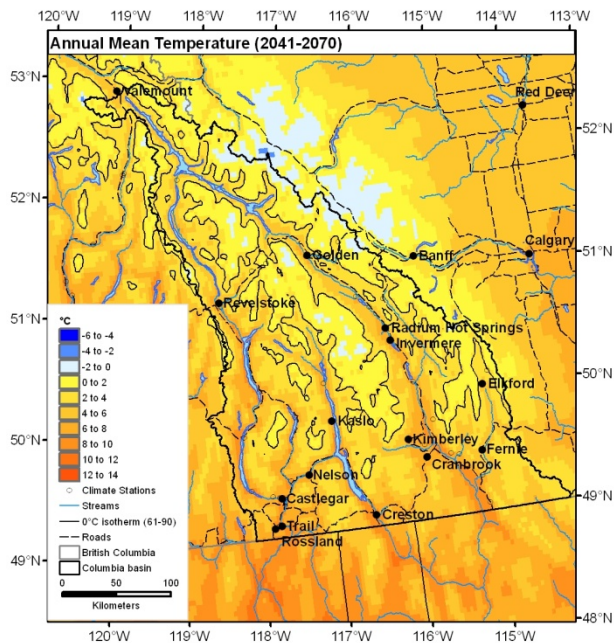 120°W 119°W 118°W 117°W 116°W 115°W 114°W 113°W
Annual Mean Temperature (2041-2070)
53°N
Valemount
Red Deer
52°N
52°N
Golden
Banff
Calgary
51°N
Revelstoke
51°N
Radium Hot Springs
Invermere
50°N
Elkford
Kaslo
50°N
Kimberley
Fernie
Cranbrook
Nelson
Castlegar
49°N
Creston
Trail
Rossland
49°N
48°N
°C
-6 to -4
-4 to -2
-2 to 0
0 to 2
2 to 4
4 to 6
6 to 8
8 to 10
10 to 12
12 to 14
Climate Stations
Streams
0°C isotherm (61-90)
Roads
British Columbia
Columbia basin
0 50 100
Kilometers
120°W 119°W 118°W 117°W 116°W 115°W